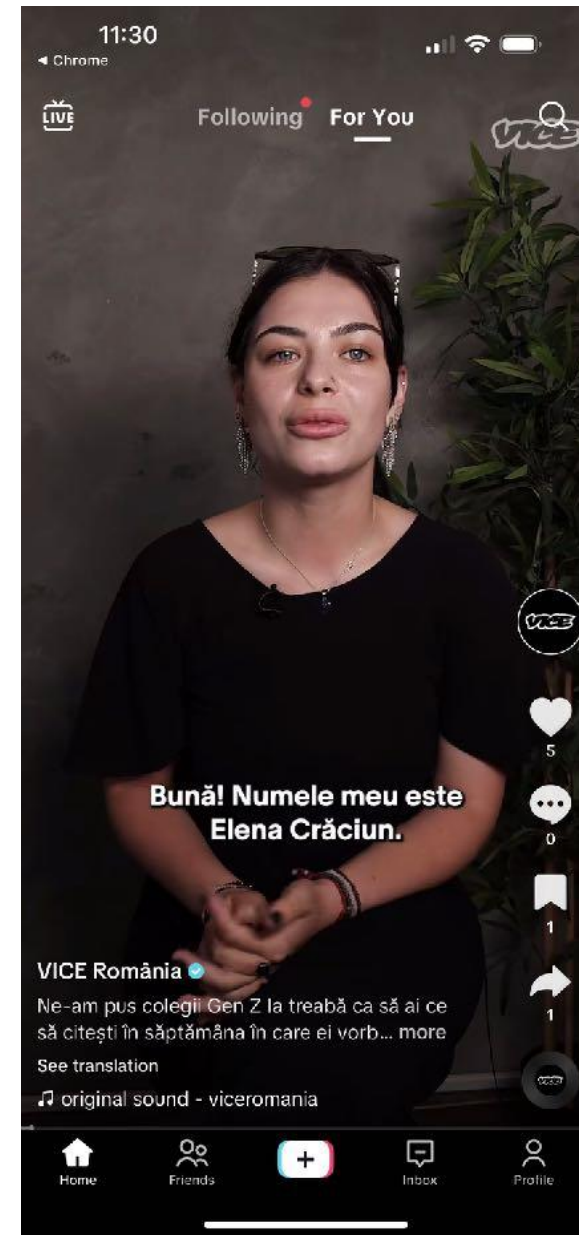 11:30
◀ Chrome
LIVE
Following
For You
VICE
VICE
5
0
1
1
Bună! Numele meu este
Elena Crăciun.
VICE România
Ne-am pus colegii Gen Z la treabă ca să ai ce
să citești în săptămâna în care ei vorb... more
See translation
original sound - viceromania
VICE
Home
Friends
Inbox
Profile